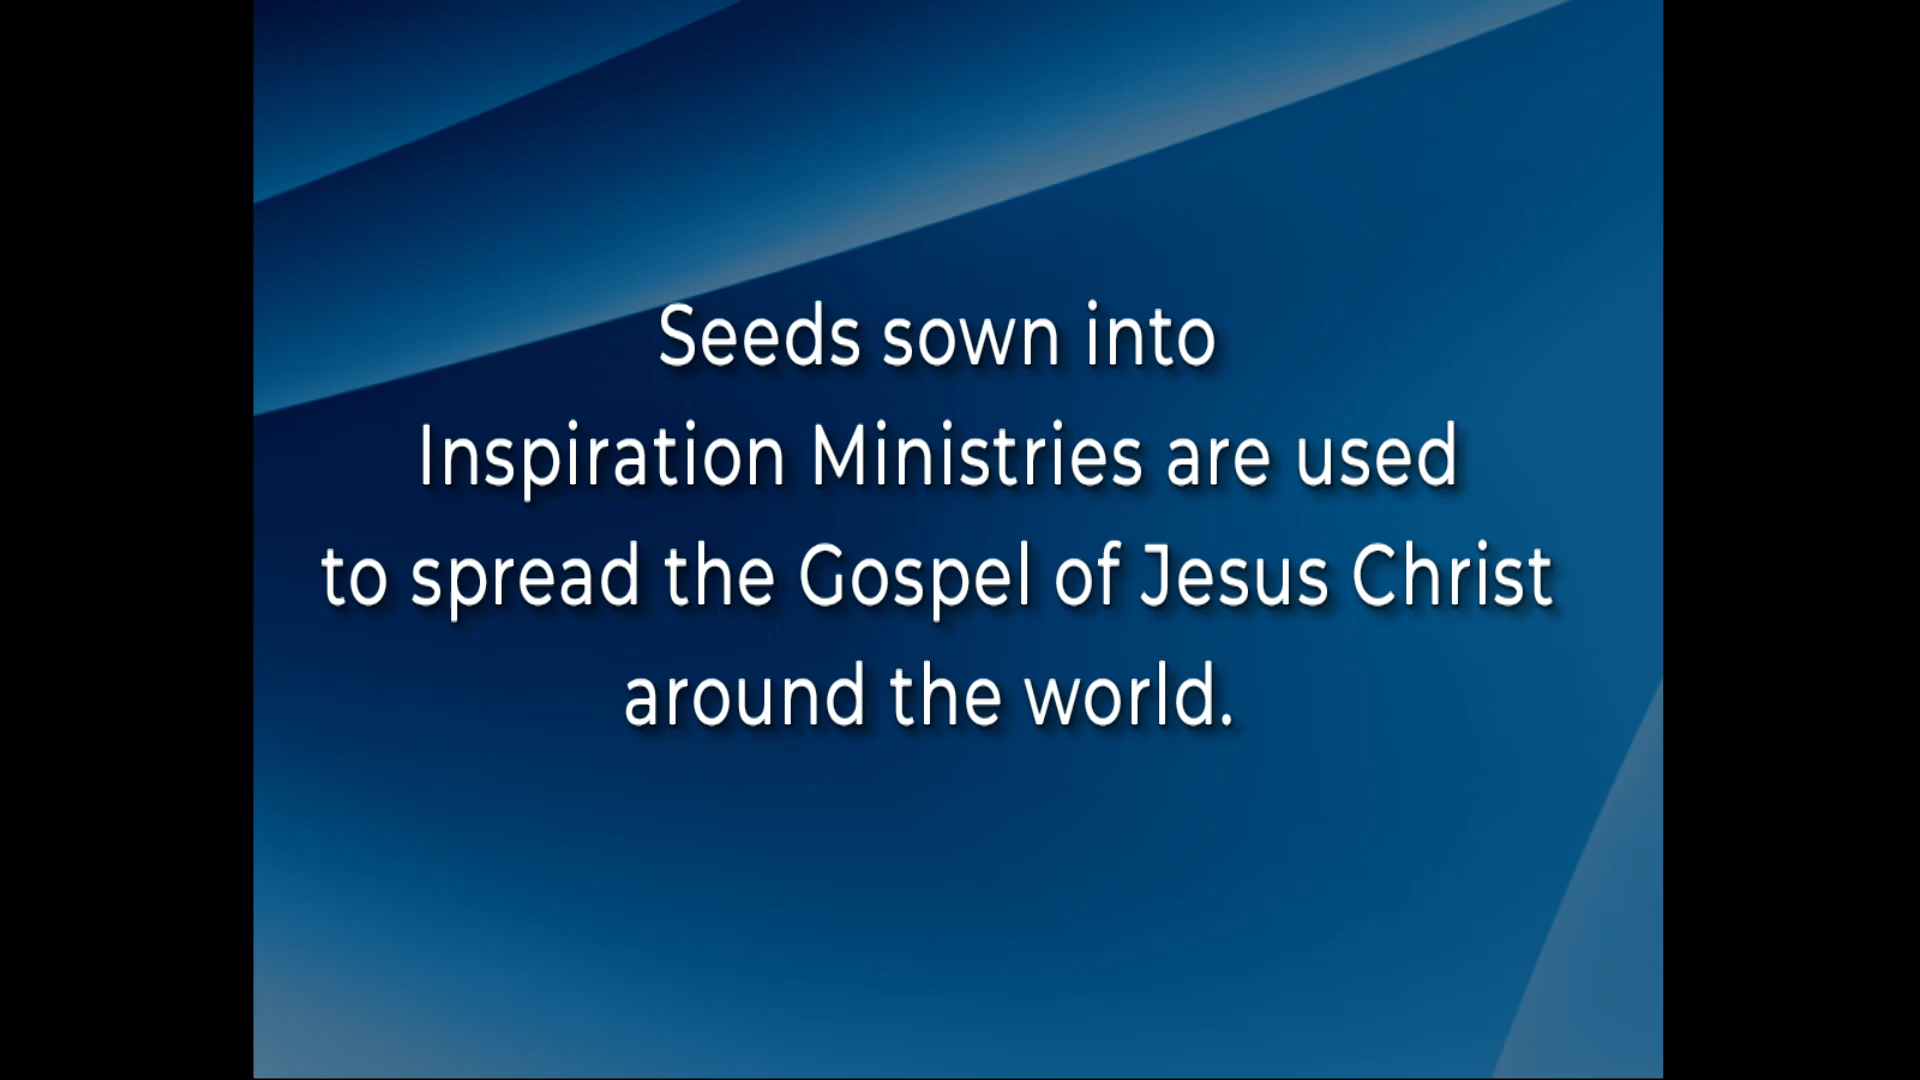 Seeds sown into
Inspiration Ministries are used
to spread the Gospel of Jesus Christ
around the world.